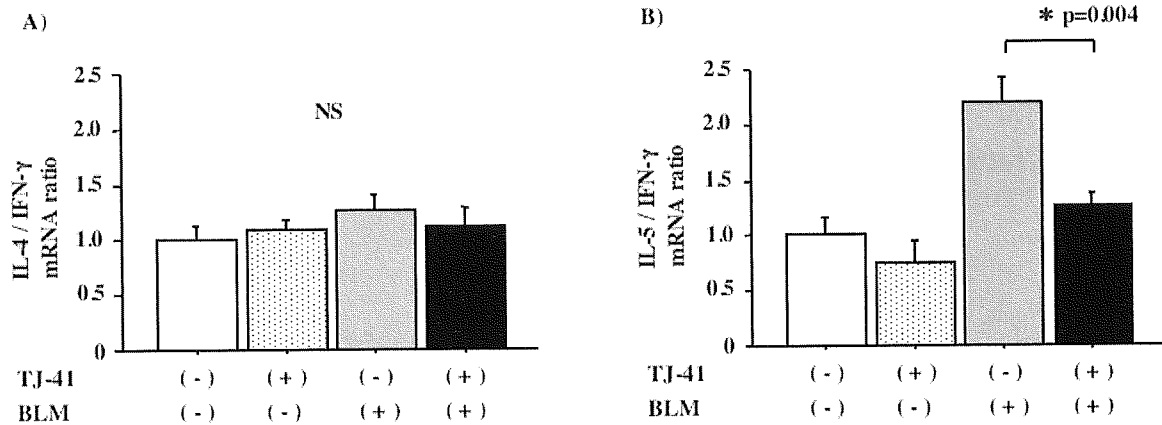 A)
IL-4 / IFN-γ
mRNA ratio
2.5
2.0
1.5
1.0
0.5
0
NS
TJ-41 (-) (+) (-) (+)
BLM (-) (-) (+) (+)
B)
* p=0.004
IL-5 / IFN-γ
mRNA ratio
2.5
2.0
1.5
1.0
0.5
0
TJ-41 (-) (+) (-) (+)
BLM (-) (-) (+) (+)